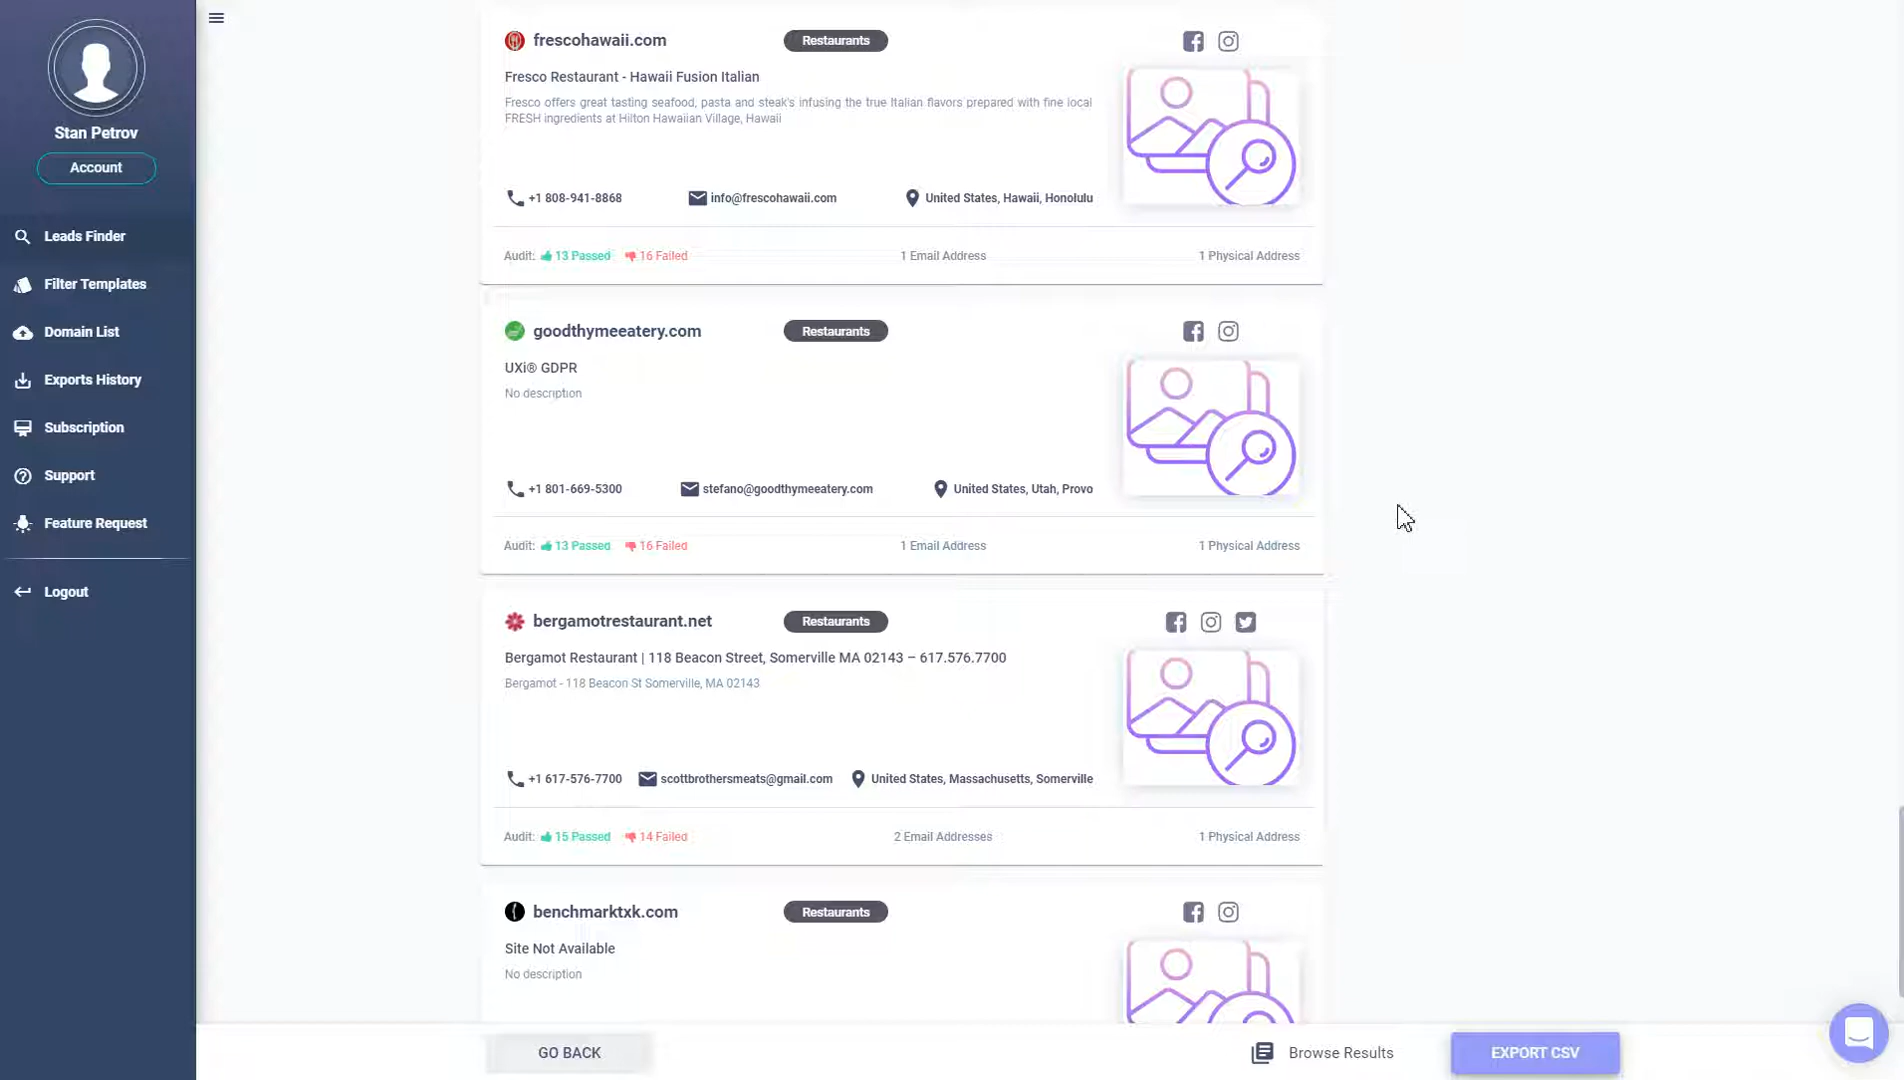 Stan Petrov
Account
Leads Finder
Filter Templates
Domain List
Exports History
Subscription
Support
Feature Request
Logout
frescohawaii.com
Restaurants
Fresco Restaurant - Hawaii Fusion Italian
Fresco offers great tasting seafood, pasta and steak's infusing the true Italian flavors prepared with fine local
FRESH ingredients at Hilton Hawaiian Village, Hawaii
+1 808-941-8868
info@frescohawaii.com
United States, Hawaii, Honolulu
Audit: 13 Passed 16 Failed
1 Email Address
1 Physical Address
goodthymeeatery.com
Restaurants
UXi® GDPR
No description
+1 801-669-5300
stefano@goodthymeeatery.com
United States, Utah, Provo
Audit: 13 Passed 16 Failed
1 Email Address
1 Physical Address
bergamotrestaurant.net
Restaurants
Bergamot Restaurant | 118 Beacon Street, Somerville MA 02143 – 617.576.7700
Bergamot - 118 Beacon St Somerville, MA 02143
+1 617-576-7700
scottbrothersmeats@gmail.com
United States, Massachusetts, Somerville
Audit: 15 Passed 14 Failed
2 Email Addresses
1 Physical Address
benchmarktxk.com
Restaurants
Site Not Available
No description
GO BACK
Browse Results
EXPORT CSV